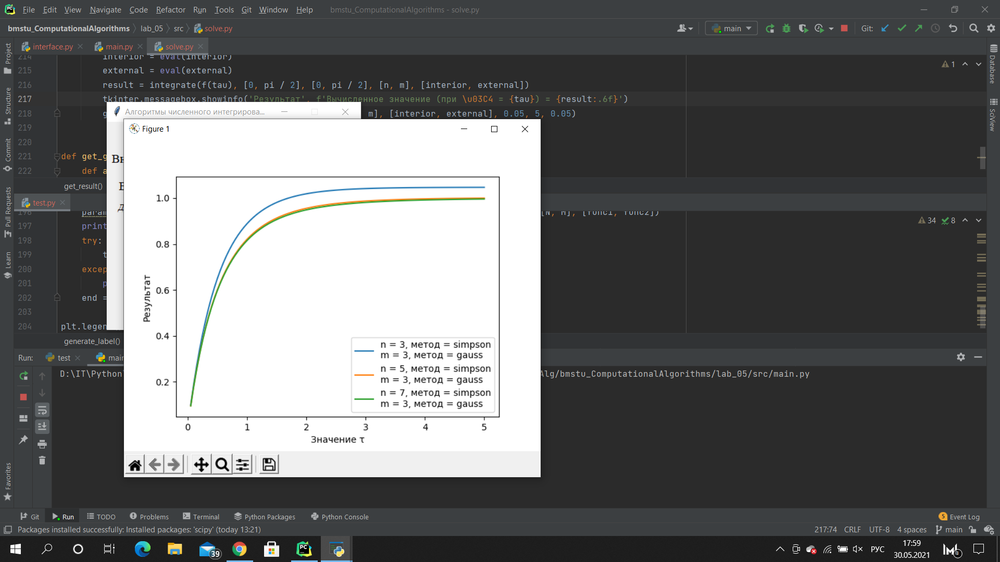 File Edit View Navigate Code Refactor Run Tools Git Window Help bmstu_ComputationalAlgorithms - solve.py
bmstu_ComputationalAlgorithms lab_05 src solve.py main Git:
interface.py main.py solve.py
214 interior = eval(interior)
215 external = eval(external)
216 result = integrate(f(tau), [0, pi / 2], [0, pi / 2], [n, m], [interior, external])
217 tkinter.messagebox.showinfo('Результат', f'Вычисленное значение (при \u03C4 = {tau}) = {result:.6f}')
218 m], [interior, external], 0.05, 5, 0.05)
219
220
221 def get_g
222 def a
1
get_result()
Алгоритмы численного интегрирова...
Figure 1
1.0
0.8
0.6
0.4
0.2
Результат
0 1 2 3 4 5
Значение τ
n = 3, метод = simpson
m = 3, метод = gauss
n = 5, метод = simpson
m = 3, метод = gauss
n = 7, метод = simpson
m = 3, метод = gauss
test.py
196 param [N, M], [func1, func2])
197 print
198 try:
199 t
200 excep
201 p
202 end =
203
204 plt.legen
34 8
generate_label()
Run: test main
D:\IT\Python Alg/bmstu_ComputationalAlgorithms/lab_05/src/main.py
Project
Structure
Commit
Pull Requests
Learn
Favorites
Database
SciView
Git Run TODO Problems Terminal Python Packages Python Console 5 Event Log
Packages installed successfully: Installed packages: 'scipy' (today 13:21) 217:74 CRLF UTF-8 4 spaces main
39 РУС 17:59
30.05.2021